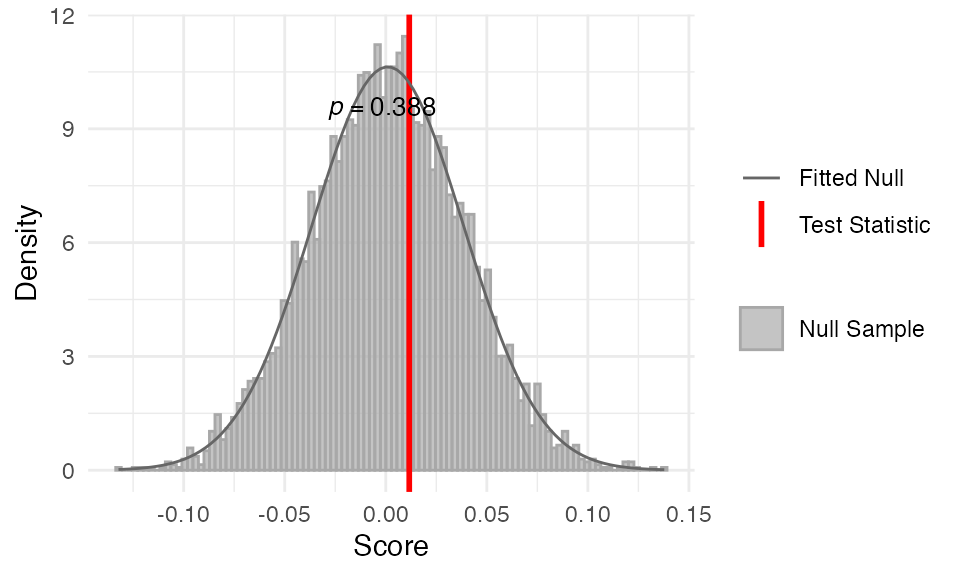 12
9
6
3
0
Density
p = 0.388
-0.10 -0.05 0.00 0.05 0.10 0.15
Score
Fitted Null
Test Statistic
Null Sample